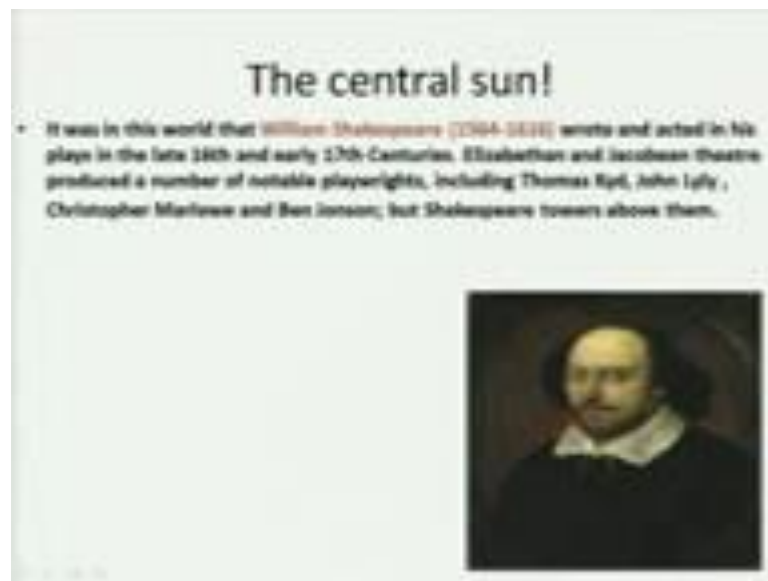 The central sun!
• It was in this world that William Shakespeare (1564-1616) wrote and acted in his
plays in the late 16th and early 17th Centuries. Elizabethan and Jacobean theatre
produced a number of notable playwrights, including Thomas Kyd, John Lyly ,
Christopher Marlowe and Ben Jonson; but Shakespeare towers above them.